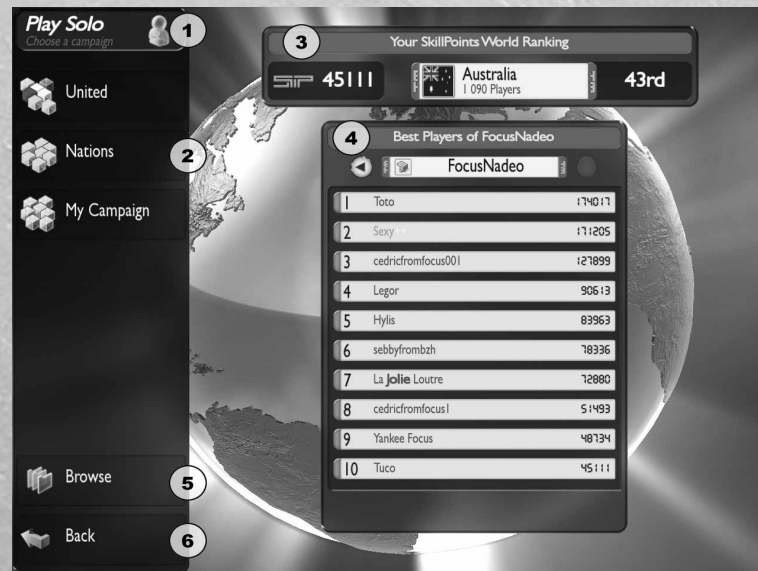 Play Solo
Choose a campaign
1
United
Nations
2
My Campaign
Browse
5
Back
6
3
Your SkillPoints World Ranking
45111
Australia
1 090 Players
43rd
4
Best Players of FocusNadeo
FocusNadeo
1 Toto 174017
2 Sexy 171205
3 cedricfromfocus001 127899
4 Legor 90613
5 Hylis 83963
6 sebbyfrombzh 78336
7 La Jolie Loutre 72880
8 cedricfromfocus1 51493
9 Yankee Focus 48734
10 Tuco 45111